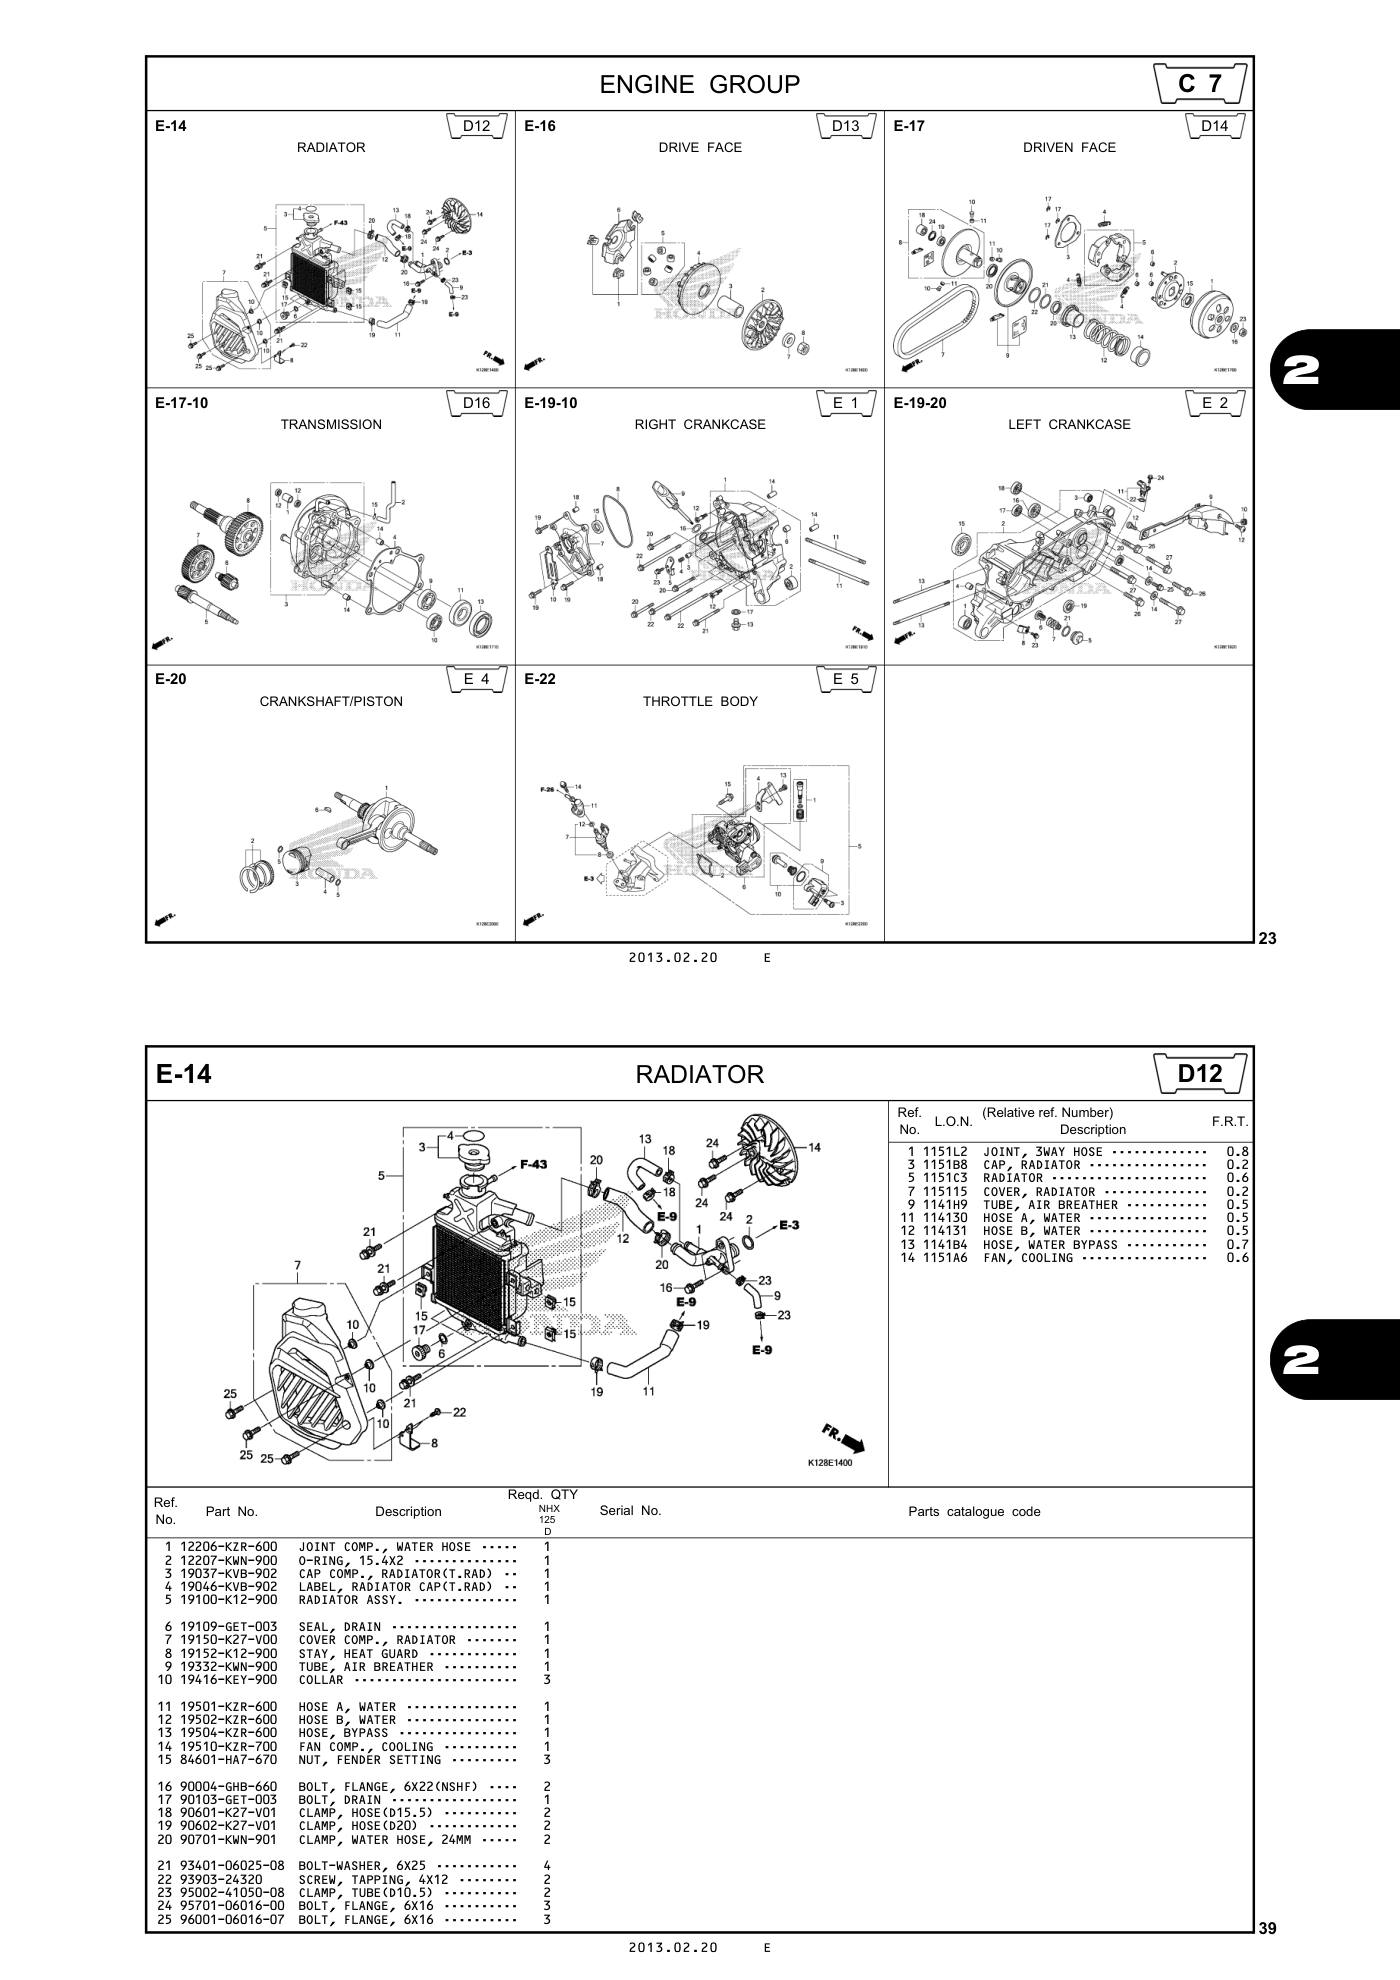 ENGINE GROUP
C 7
E-14
D12
RADIATOR
E-16
D13
DRIVE FACE
E-17
D14
DRIVEN FACE
E-17-10
D16
TRANSMISSION
E-19-10
E 1
RIGHT CRANKCASE
E-19-20
E 2
LEFT CRANKCASE
E-20
E 4
CRANKSHAFT/PISTON
E-22
E 5
THROTTLE BODY
23
2013.02.20 E
2
E-14
RADIATOR
D12
F-43
E-9
E-3
E-9
E-9
FR.
K128E1400
HONDA
Ref. No. L.O.N. (Relative ref. Number) Description F.R.T.
1 1151L2 JOINT, 3WAY HOSE ------------- 0.8
3 1151B8 CAP, RADIATOR ---------------- 0.2
5 1151C3 RADIATOR --------------------- 0.6
7 115115 COVER, RADIATOR -------------- 0.2
9 1141H9 TUBE, AIR BREATHER ----------- 0.5
11 114130 HOSE A, WATER ---------------- 0.5
12 114131 HOSE B, WATER ---------------- 0.5
13 1141B4 HOSE, WATER BYPASS ----------- 0.7
14 1151A6 FAN, COOLING ----------------- 0.6
Ref. No. Part No. Description Reqd. QTY NHX 125 D Serial No. Parts catalogue code
1 12206-KZR-600 JOINT COMP., WATER HOSE ----- 1
2 12207-KWN-900 O-RING, 15.4X2 -------------- 1
3 19037-KVB-902 CAP COMP., RADIATOR(T.RAD) -- 1
4 19046-KVB-902 LABEL, RADIATOR CAP(T.RAD) -- 1
5 19100-K12-900 RADIATOR ASSY. -------------- 1
6 19109-GET-003 SEAL, DRAIN ----------------- 1
7 19150-K27-V00 COVER COMP., RADIATOR ------- 1
8 19152-K12-900 STAY, HEAT GUARD ------------ 1
9 19332-KWN-900 TUBE, AIR BREATHER ---------- 1
10 19416-KEY-900 COLLAR ---------------------- 3
11 19501-KZR-600 HOSE A, WATER --------------- 1
12 19502-KZR-600 HOSE B, WATER --------------- 1
13 19504-KZR-600 HOSE, BYPASS ---------------- 1
14 19510-KZR-700 FAN COMP., COOLING ---------- 1
15 84601-HA7-670 NUT, FENDER SETTING --------- 3
16 90004-GHB-660 BOLT, FLANGE, 6X22(NSHF) ---- 2
17 90103-GET-003 BOLT, DRAIN ----------------- 1
18 90601-K27-V01 CLAMP, HOSE(D15.5) ---------- 2
19 90602-K27-V01 CLAMP, HOSE(D20) ------------ 2
20 90701-KWN-901 CLAMP, WATER HOSE, 24MM ----- 2
21 93401-06025-08 BOLT-WASHER, 6X25 ----------- 4
22 93903-24320 SCREW, TAPPING, 4X12 -------- 2
23 95002-41050-08 CLAMP, TUBE(D10.5) ---------- 2
24 95701-06016-00 BOLT, FLANGE, 6X16 ---------- 3
25 96001-06016-07 BOLT, FLANGE, 6X16 ---------- 3
39
2013.02.20 E
2